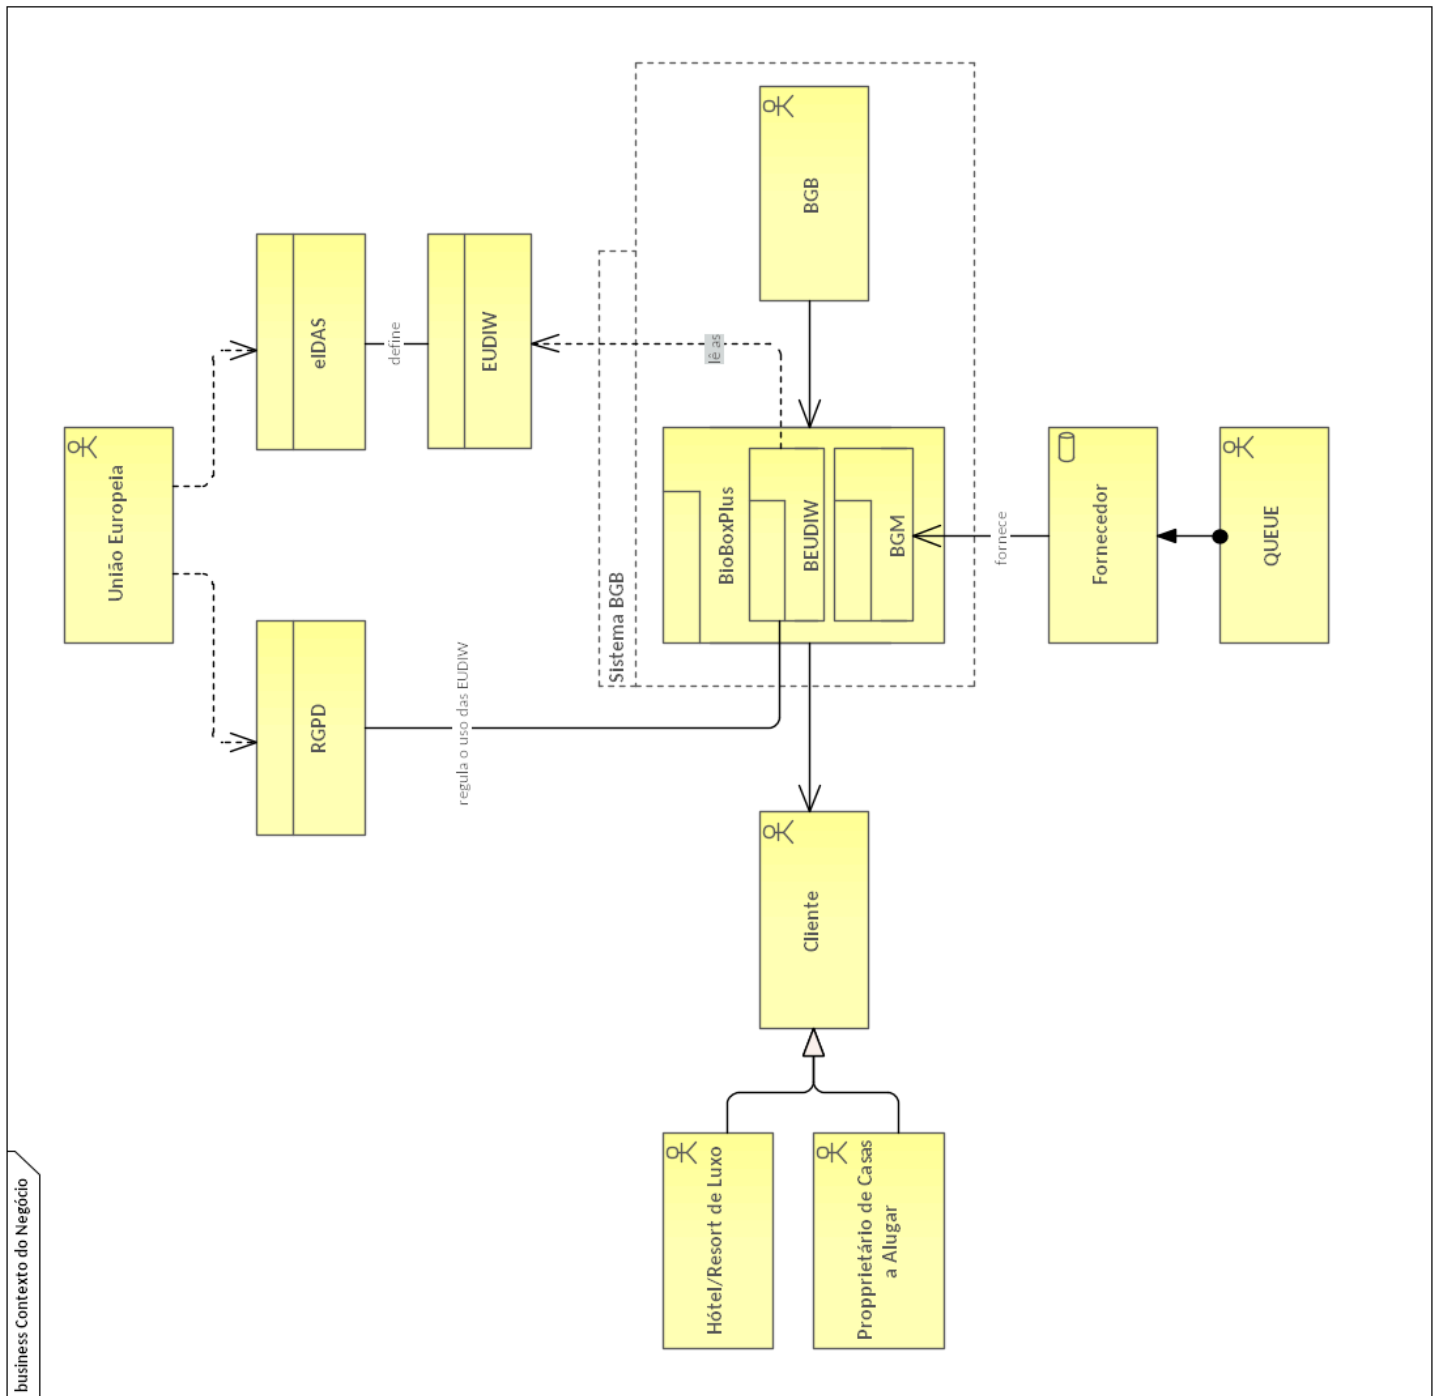 business Contexto do Negócio
União Europeia
RGPD
eIDAS
define
regula o uso das EUDIW
EUDIW
Sistema BGB
Hótel/Resort de Luxo
lê as
BioBoxPlus
Cliente
BEUDIW
BGB
Propprietário de Casas
a Alugar
BGM
fornece
Fornecedor
QUEUE